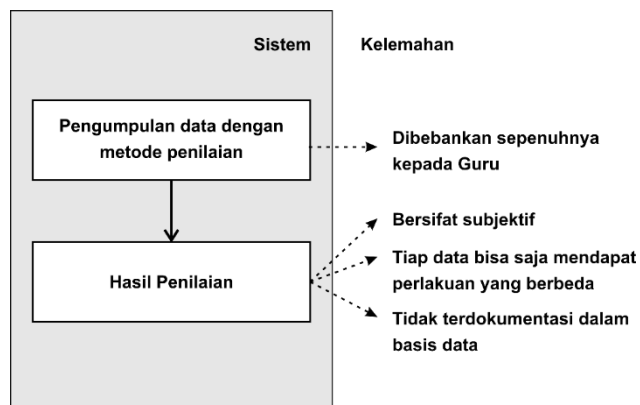 Sistem
Kelemahan
Pengumpulan data dengan
metode penilaian
Dibebankan sepenuhnya
kepada Guru
Hasil Penilaian
Bersifat subjektif
Tiap data bisa saja mendapat
perlakuan yang berbeda
Tidak terdokumentasi dalam
basis data